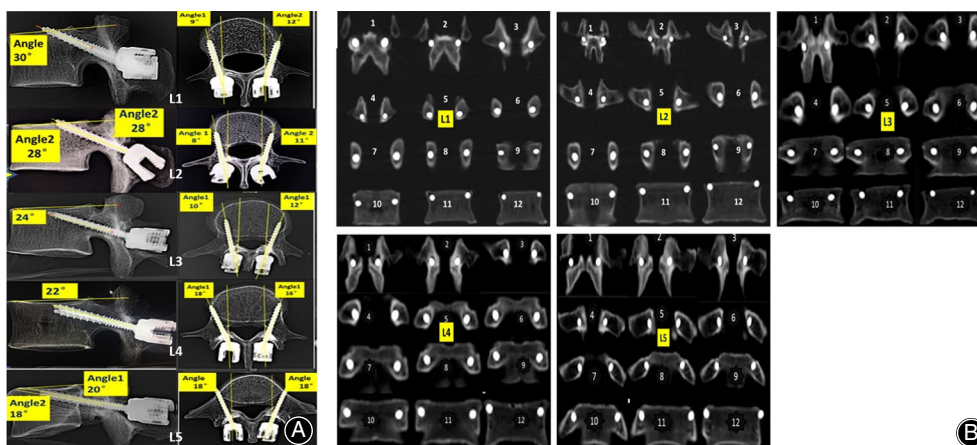 Angle
30°
L1
Angle1
9°
Angle2
12°
Angle2
28°
Angle2
28°
L2
Angle 1
8°
Angle 2
11°
24°
L3
Angle1
10°
Angle1
12°
22°
L4
Angle1
18°
Angle1
16°
Angle1
20°
Angle2
18°
L5
Angle
18°
Angle
18°
A
1 2 3
4 5 6
L1
7 8 9
10 11 12
1 2 3
4 5 6
L2
7 8 9
10 11 12
1 2 3
4 5 6
L3
7 8 9
10 11 12
1 2 3
4 5 6
L4
7 8 9
10 11 12
1 2 3
4 5 6
L5
7 8 9
10 11 12
B